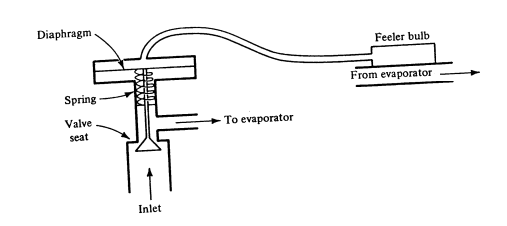 Diaphragm
Feeler bulb
From evaporator
Spring
Valve
seat
To evaporator
Inlet